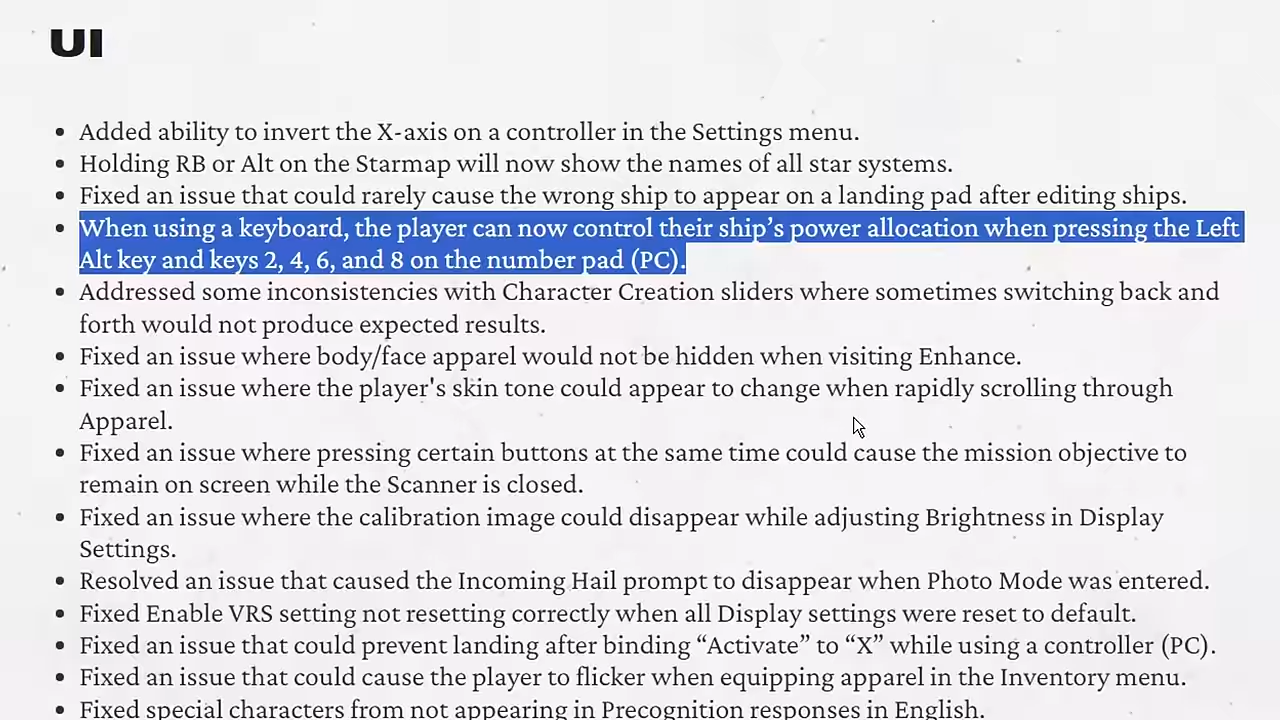 UI
Added ability to invert the X-axis on a controller in the Settings menu.
Holding RB or Alt on the Starmap will now show the names of all star systems.
Fixed an issue that could rarely cause the wrong ship to appear on a landing pad after editing ships.
When using a keyboard, the player can now control their ship’s power allocation when pressing the Left
Alt key and keys 2, 4, 6, and 8 on the number pad (PC).
Addressed some inconsistencies with Character Creation sliders where sometimes switching back and
forth would not produce expected results.
Fixed an issue where body/face apparel would not be hidden when visiting Enhance.
Fixed an issue where the player's skin tone could appear to change when rapidly scrolling through
Apparel.
Fixed an issue where pressing certain buttons at the same time could cause the mission objective to
remain on screen while the Scanner is closed.
Fixed an issue where the calibration image could disappear while adjusting Brightness in Display
Settings.
Resolved an issue that caused the Incoming Hail prompt to disappear when Photo Mode was entered.
Fixed Enable VRS setting not resetting correctly when all Display settings were reset to default.
Fixed an issue that could prevent landing after binding “Activate” to “X” while using a controller (PC).
Fixed an issue that could cause the player to flicker when equipping apparel in the Inventory menu.
Fixed special characters from not appearing in Precognition responses in English.